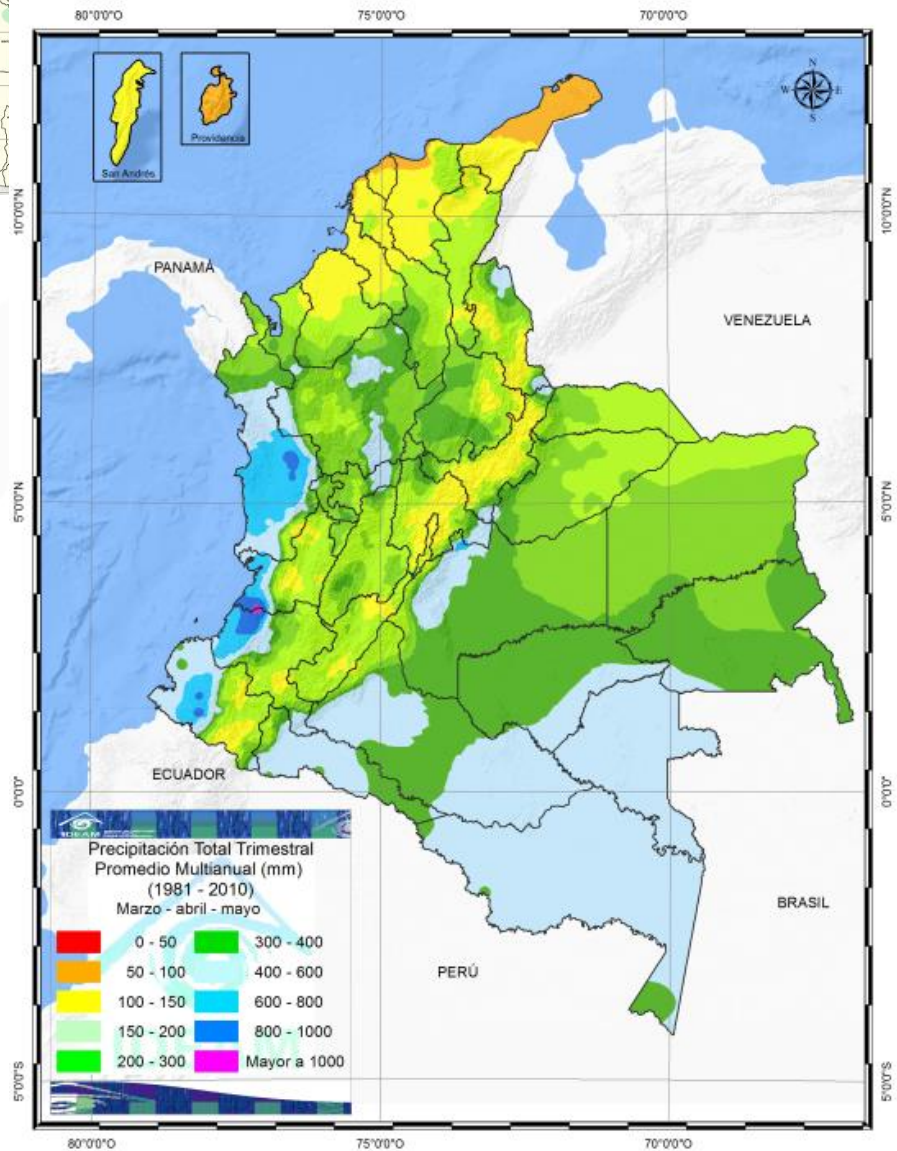 80°0'0"O 75°0'0"O 70°0'0"O
San Andrés
Providencia
N
W E
S
10°0'0"N 10°0'0"N
PANAMÁ
VENEZUELA
5°0'0"N 5°0'0"N
ECUADOR
0°0'0" 0°0'0"
IDEAM
Precipitación Total Trimestral
Promedio Multianual (mm)
(1981 - 2010)
Marzo - abril - mayo
0 - 50 300 - 400
50 - 100 400 - 600
100 - 150 600 - 800
150 - 200 800 - 1000
200 - 300 Mayor a 1000
BRASIL
PERÚ
5°0'0"S 5°0'0"S
80°0'0"O 75°0'0"O 70°0'0"O